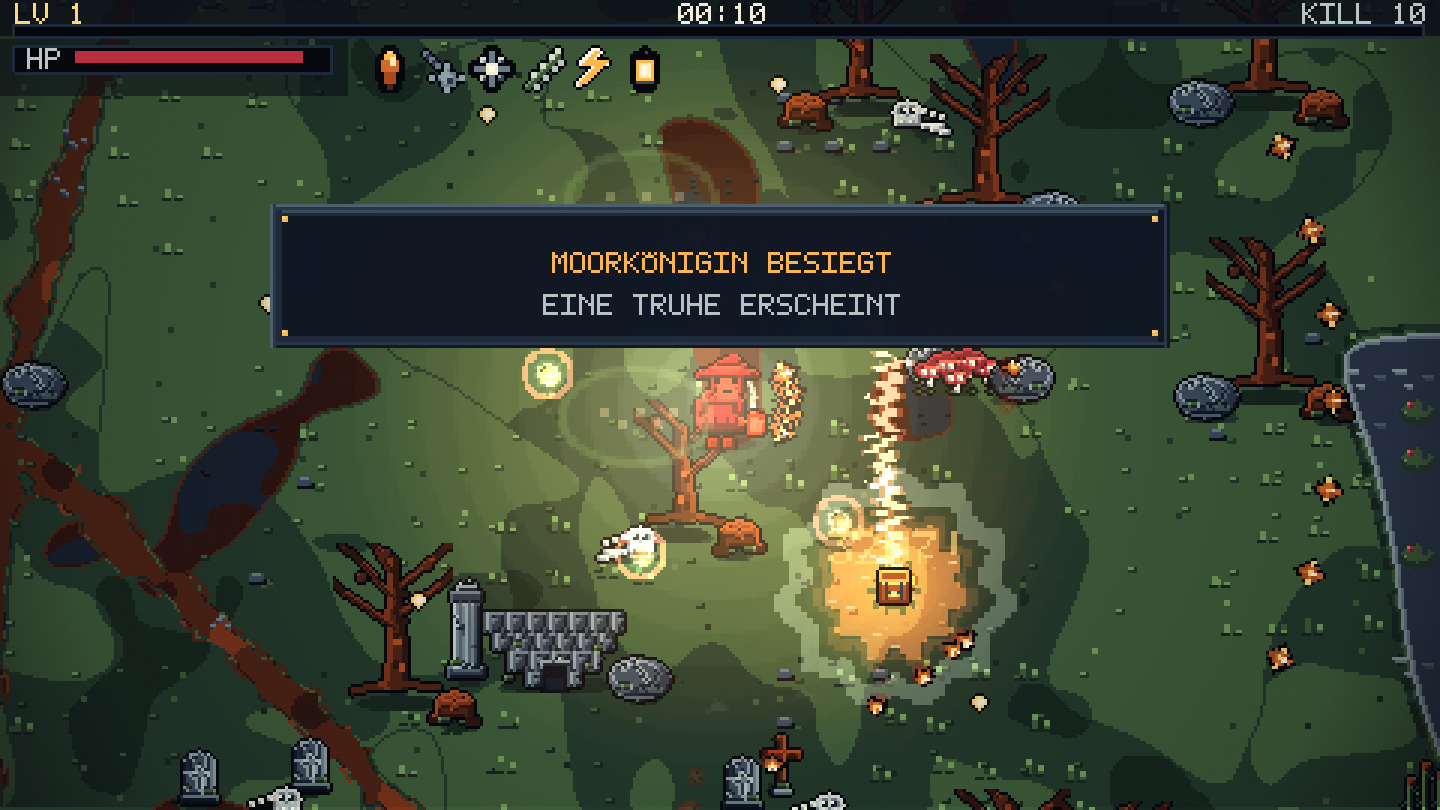 LV 1
00:10
KILL 10
HP
MOORKÖNIGIN BESIEGT
EINE TRUHE ERSCHEINT